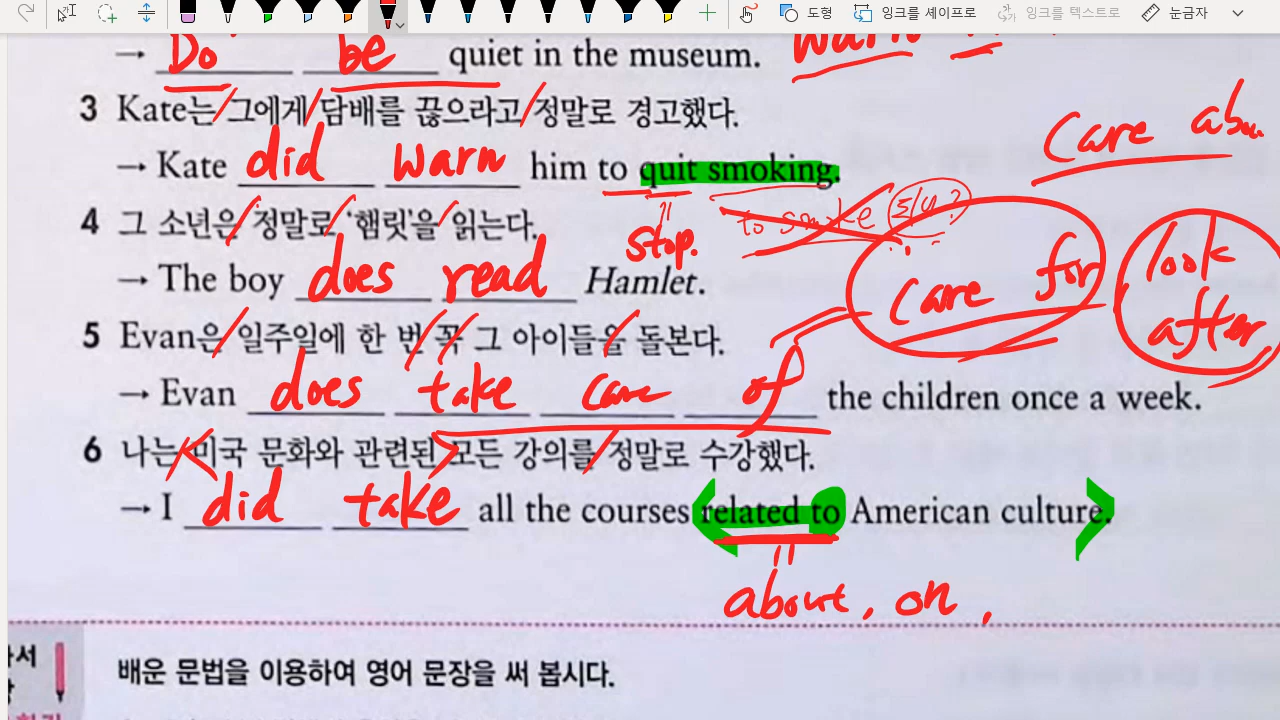 도형 잉크를 셰이프로 잉크를 텍스트로 눈금자
→ Do be quiet in the museum.
warn
3 Kate는 그에게 담배를 끊으라고 정말로 경고했다.
care abou
→ Kate did warn him to quit smoking.
to smoke
stop.
4 그 소년은 정말로 '햄릿'을 읽는다.
→ The boy does read Hamlet.
care for
look after
5 Evan은 일주일에 한 번 꼭 그 아이들을 돌본다.
→ Evan does take care of the children once a week.
6 나는 미국 문화와 관련된 모든 강의를 정말로 수강했다.
→ I did take all the courses related to American culture.
about, on,
배운 문법을 이용하여 영어 문장을 써 봅시다.